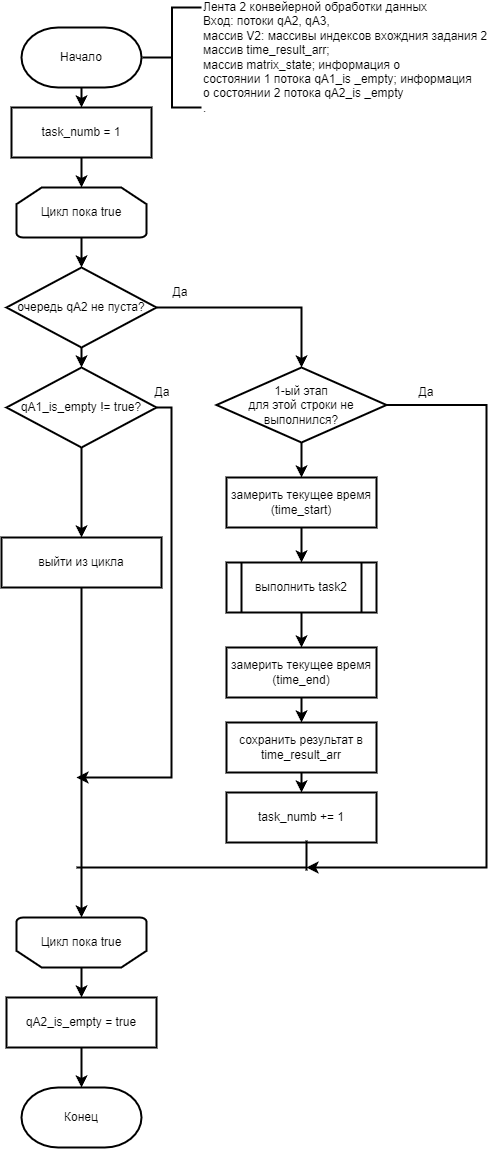 Лента 2 конвейерной обработки данных
Вход: потоки qA2, qA3,
массив V2: массивы индексов вхождния задания 2
массив time_result_arr;
массив matrix_state; информация о
состоянии 1 потока qA1_is _empty; информация
о состоянии 2 потока qA2_is _empty
.
Начало
task_numb = 1
Цикл пока true
очередь qA2 не пуста?
Да
qA1_is_empty != true?
Да
1-ый этап
для этой строки не
выполнился?
Да
замерить текущее время
(time_start)
выйти из цикла
выполнить task2
замерить текущее время
(time_end)
сохранить результат в
time_result_arr
task_numb += 1
Цикл пока true
qA2_is_empty = true
Конец